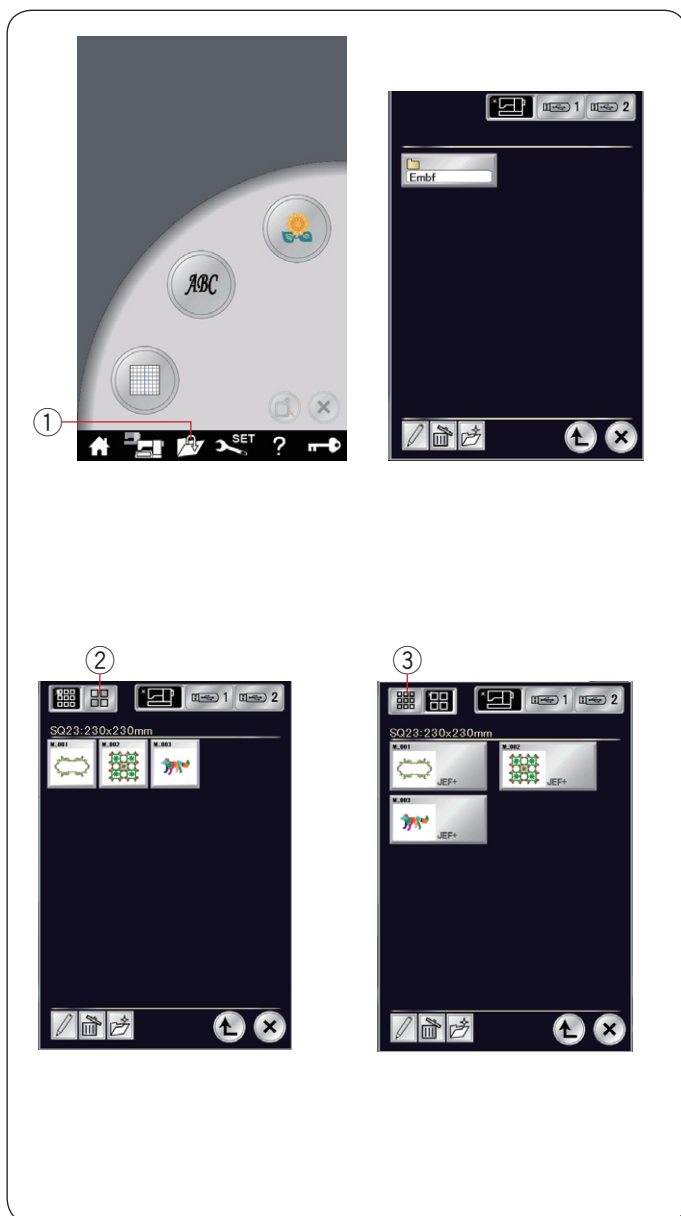 ABC
①
SET
?
1
2
Embf
②
1
2
SQ23:230x230mm
M_001
M_002
M_003
③
1
2
SQ23:230x230mm
M_001
JEF+
M_002
JEF+
M_003
JEF+